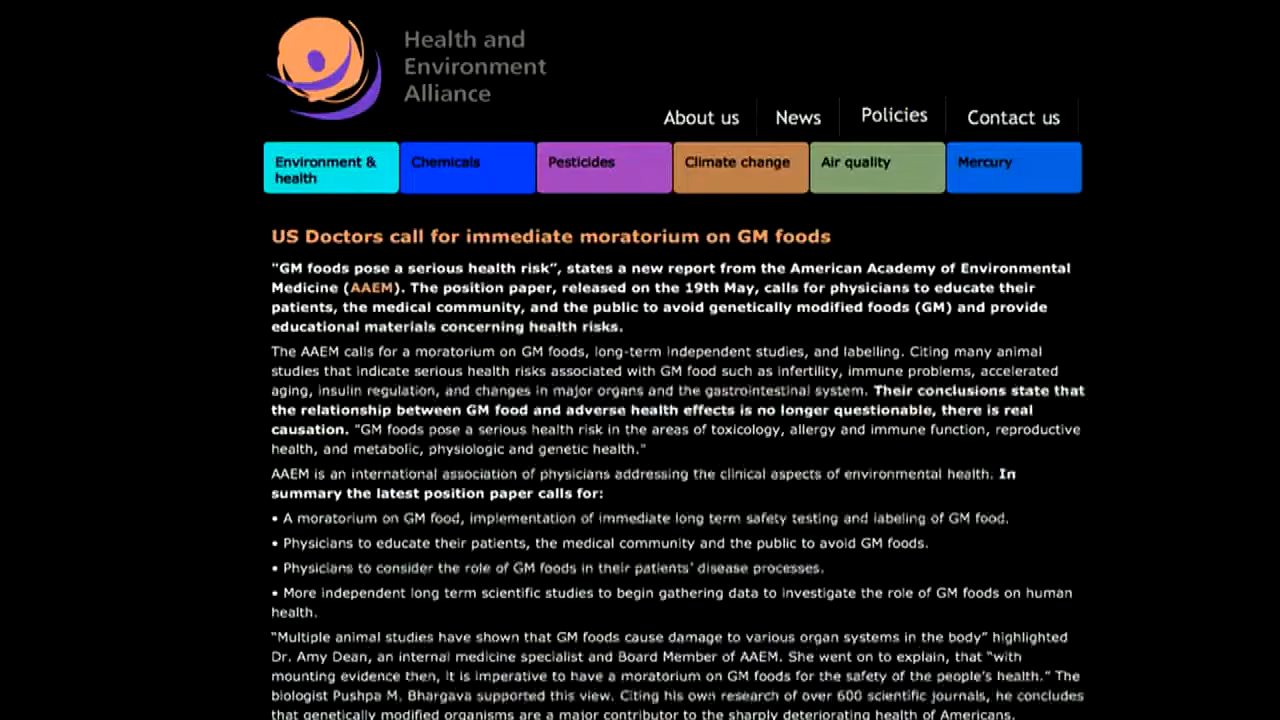 Health and
Environment
Alliance
About us
News
Policies
Contact us
Environment &
health
Chemicals
Pesticides
Climate change
Air quality
Mercury
US Doctors call for immediate moratorium on GM foods
"GM foods pose a serious health risk”, states a new report from the American Academy of Environmental
Medicine (AAEM). The position paper, released on the 19th May, calls for physicians to educate their
patients, the medical community, and the public to avoid genetically modified foods (GM) and provide
educational materials concerning health risks.
The AAEM calls for a moratorium on GM foods, long-term independent studies, and labelling. Citing many animal
studies that indicate serious health risks associated with GM food such as infertility, immune problems, accelerated
aging, insulin regulation, and changes in major organs and the gastrointestinal system. Their conclusions state that
the relationship between GM food and adverse health effects is no longer questionable, there is real
causation. "GM foods pose a serious health risk in the areas of toxicology, allergy and immune function, reproductive
health, and metabolic, physiologic and genetic health."
AAEM is an international association of physicians addressing the clinical aspects of environmental health. In
summary the latest position paper calls for:
• A moratorium on GM food, implementation of immediate long term safety testing and labeling of GM food.
• Physicians to educate their patients, the medical community and the public to avoid GM foods.
• Physicians to consider the role of GM foods in their patients’ disease processes.
• More independent long term scientific studies to begin gathering data to investigate the role of GM foods on human
health.
“Multiple animal studies have shown that GM foods cause damage to various organ systems in the body” highlighted
Dr. Amy Dean, an internal medicine specialist and Board Member of AAEM. She went on to explain, that “with
mounting evidence then, it is imperative to have a moratorium on GM foods for the safety of the people’s health.” The
biologist Pushpa M. Bhargava supported this view. Citing his own research of over 600 scientific journals, he concludes
that genetically modified organisms are a major contributor to the sharply deteriorating health of Americans.